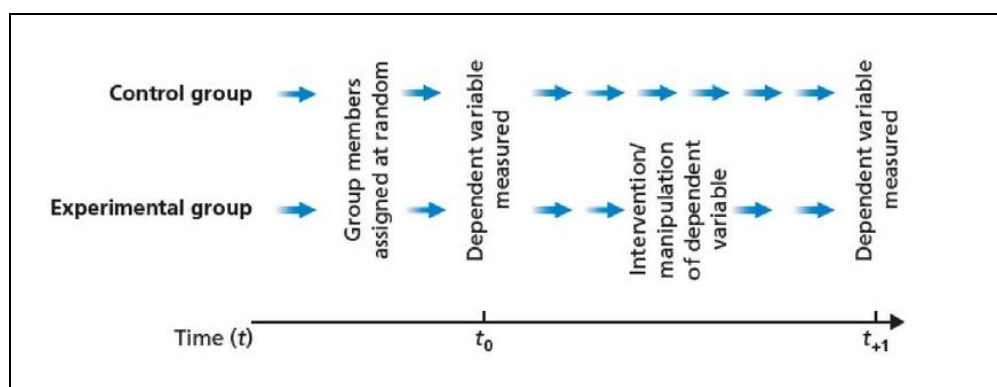 Control group
Group members
assigned at random
Dependent variable
measured
Dependent variable
measured
Experimental group
Intervention/
manipulation
of dependent
variable
Time (t)
t0
t+1